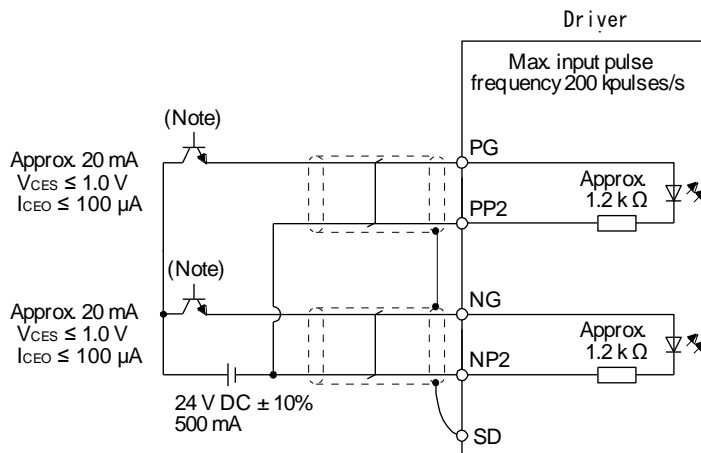 Driver
Max. input pulse
frequency 200 kpulses/s
(Note)
Approx. 20 mA
VCES ≤ 1.0 V
ICEO ≤ 100 µA
PG
Approx.
1.2 k Ω
PP2
(Note)
Approx. 20 mA
VCES ≤ 1.0 V
ICEO ≤ 100 µA
NG
Approx.
1.2 k Ω
NP2
24 V DC ± 10%
500 mA
SD